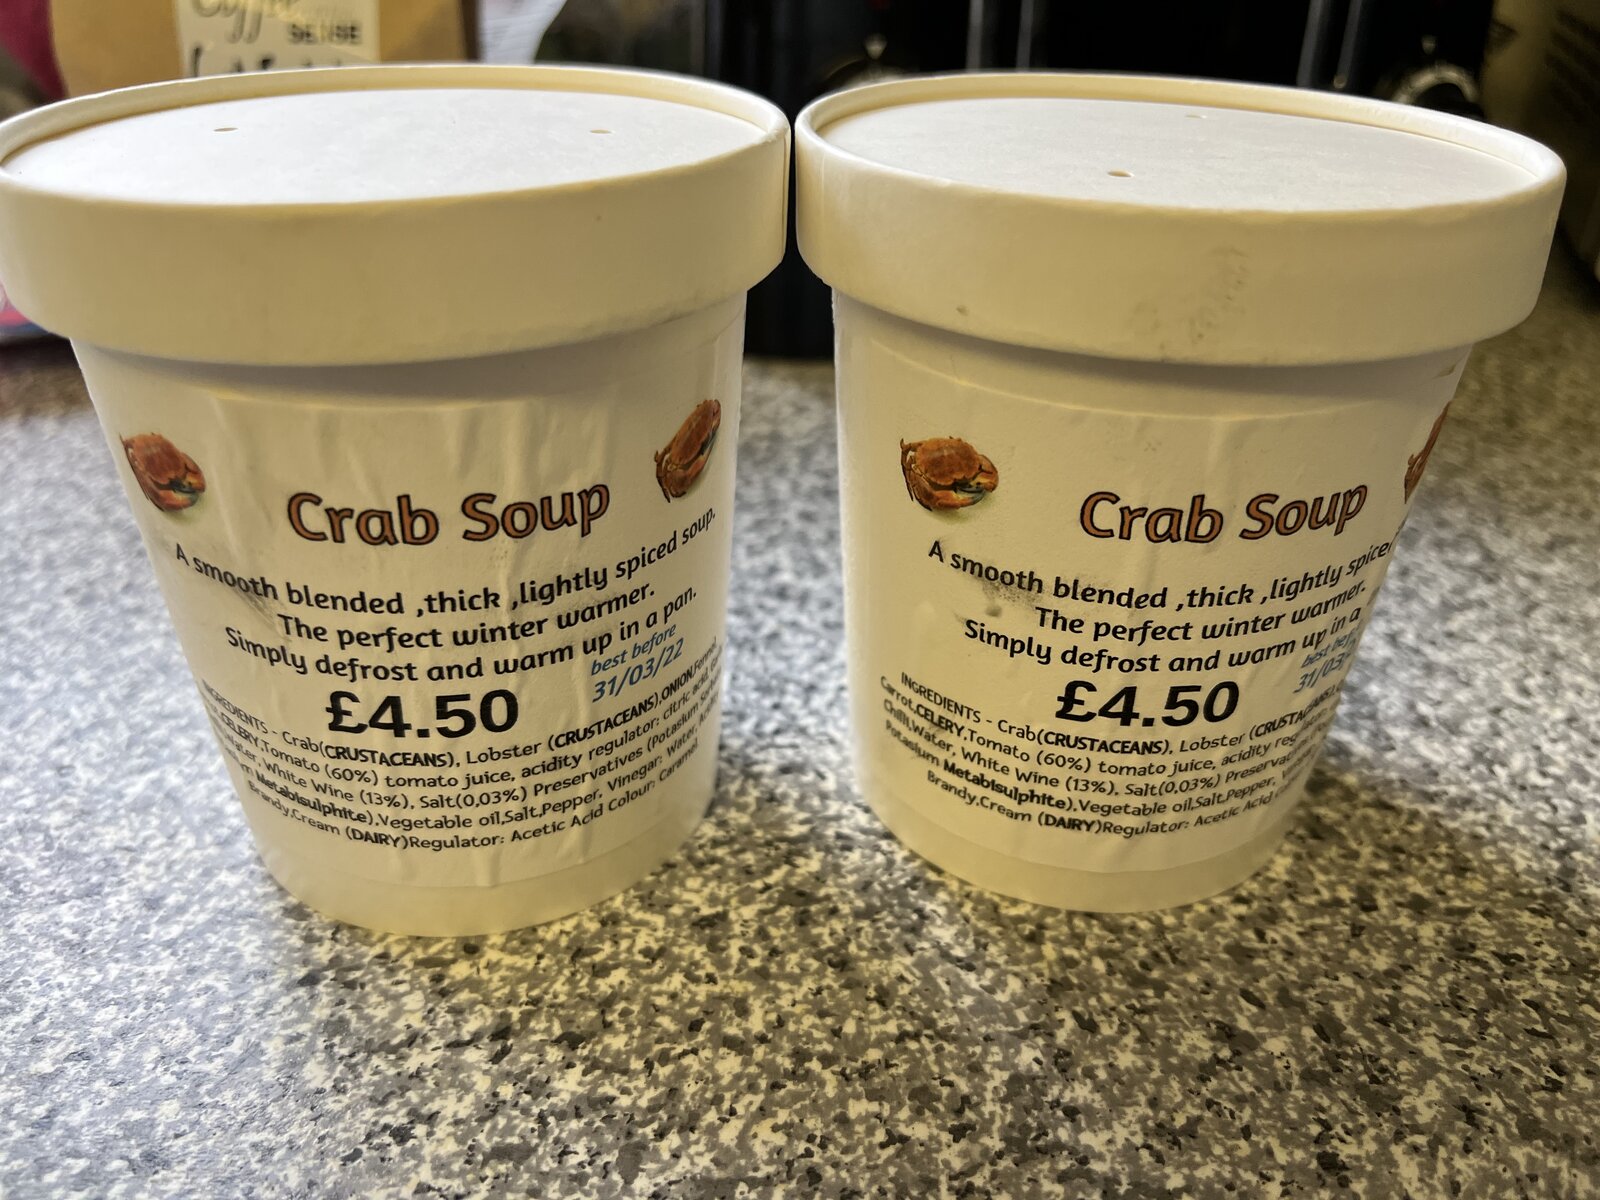 SENSE
Crab Soup
A smooth blended ,thick ,lightly spiced soup.
The perfect winter warmer.
Simply defrost and warm up in a pan.
best before
31/03/22
£4.50
INGREDIENTS - Crab(CRUSTACEANS), Lobster (CRUSTACEANS),ONION,Fennel
CELERY,Tomato (60%) tomato juice, acidity regulator: citric acid,
Water, White Wine (13%), Salt(0,03%) Preservatives (Potassium
Metabisulphite),Vegetable oil,Salt,Pepper, Vinegar: Water,
Brandy,Cream (DAIRY)Regulator: Acetic Acid Colour: Caramel
Crab Soup
A smooth blended ,thick ,lightly
The perfect winter warmer.
Simply defrost and warm up in a
best
31/03/
£4.50
INGREDIENTS - Crab(CRUSTACEANS), Lobster
Carrot,CELERY,Tomato (60%) tomato juice, acidity
Chilli,Water, White Wine (13%), Salt(0,03%)
Potassium Metabisulphite),Vegetable oil,Salt,Pepper,
Brandy,Cream (DAIRY)Regulator: Acetic Acid